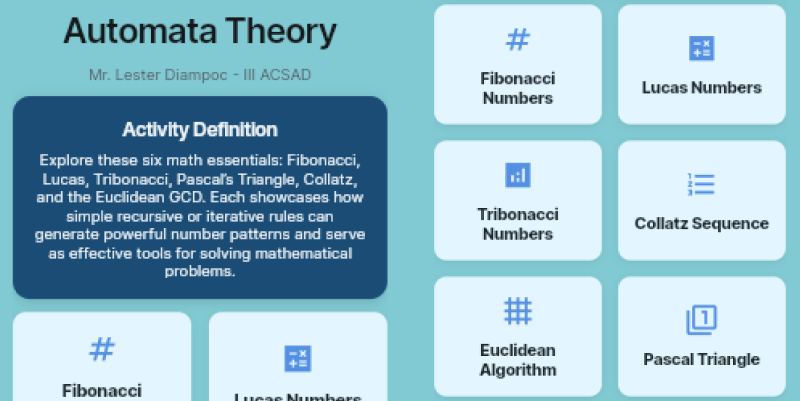 Automata Theory
Mr. Lester Diampoc - III ACSAD
Activity Definition
Explore these six math essentials: Fibonacci,
Lucas, Tribonacci, Pascal's Triangle, Collatz,
and the Euclidean GCD. Each showcases how
simple recursive or iterative rules can
generate powerful number patterns and serve
as effective tools for solving mathematical
problems.
Fibonacci
Lucas Numbers
Fibonacci
Numbers
Lucas Numbers
Tribonacci
Numbers
Collatz Sequence
Euclidean
Algorithm
Pascal Triangle